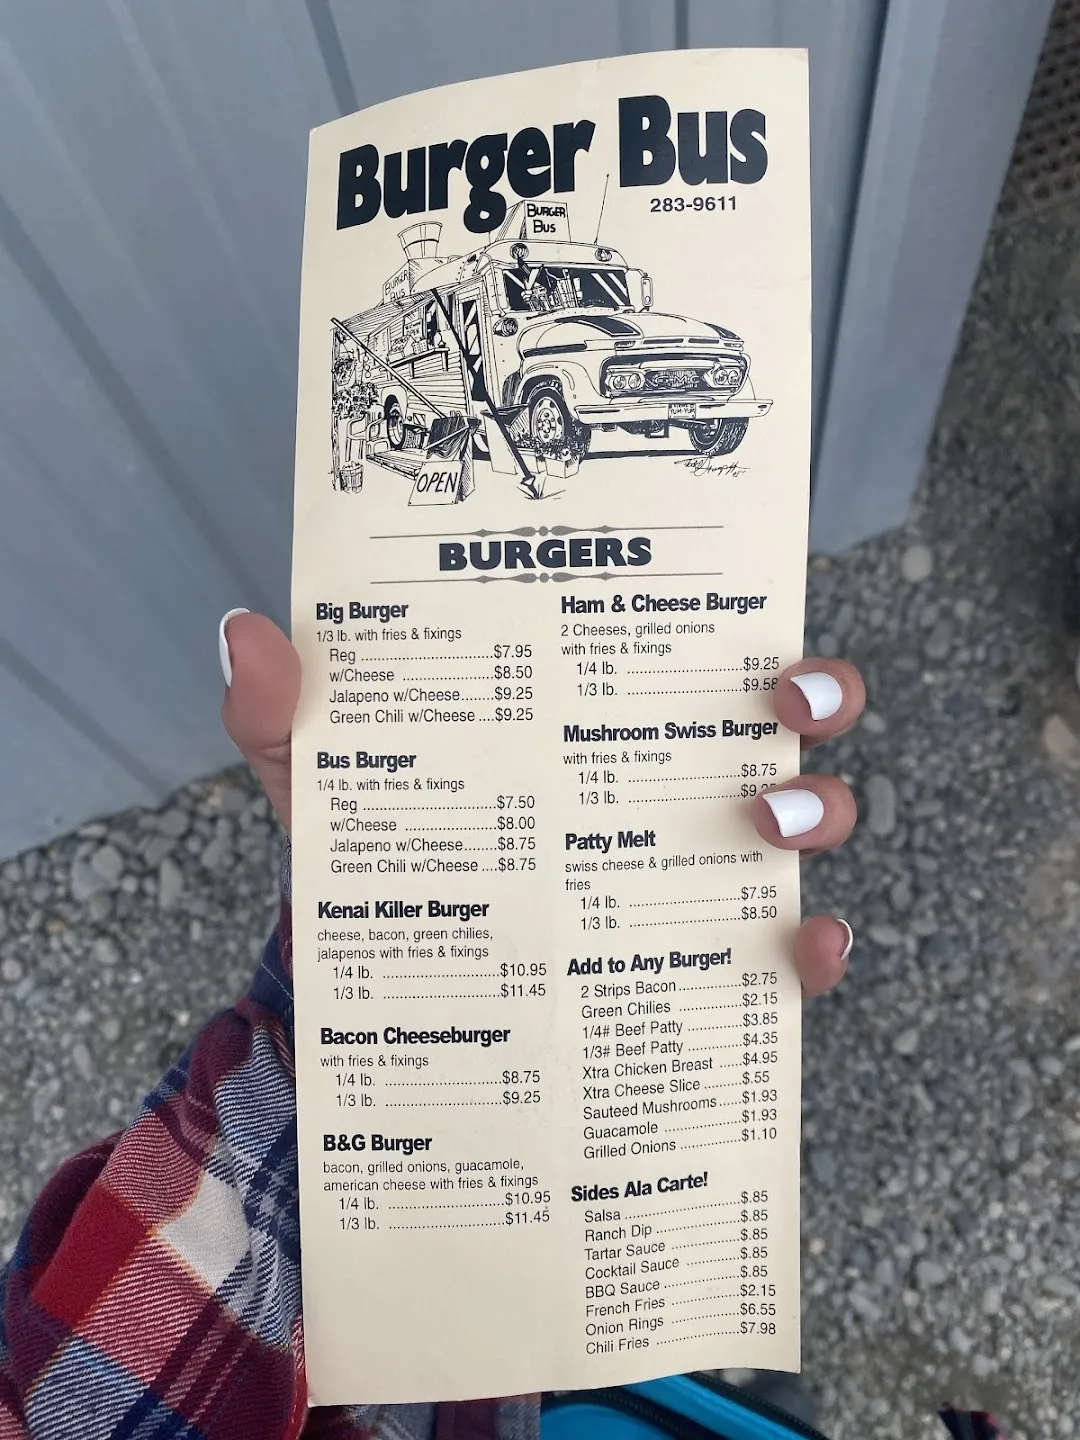 Burger Bus
283-9611
BURGER
BUS
BURGER
BUS
GMC
YUM-YUM
OPEN
BURGERS
Big Burger
1/3 lb. with fries & fixings
Reg ..............................$7.95
w/Cheese ........................$8.50
Jalapeno w/Cheese........$9.25
Green Chili w/Cheese ....$9.25
Bus Burger
1/4 lb. with fries & fixings
Reg ..............................$7.50
w/Cheese ........................$8.00
Jalapeno w/Cheese........$8.75
Green Chili w/Cheese ....$8.75
Kenai Killer Burger
cheese, bacon, green chilies,
jalapenos with fries & fixings
1/4 lb. ...........................$10.95
1/3 lb. ...........................$11.45
Bacon Cheeseburger
with fries & fixings
1/4 lb. ...........................$8.75
1/3 lb. ...........................$9.25
B&G Burger
bacon, grilled onions, guacamole,
american cheese with fries & fixings
1/4 lb. ...........................$10.95
1/3 lb. ...........................$11.45
Ham & Cheese Burger
2 Cheeses, grilled onions
with fries & fixings
1/4 lb. ...........................$9.25
1/3 lb. ...........................$9.58
Mushroom Swiss Burger
with fries & fixings
1/4 lb. ...........................$8.75
1/3 lb. ...........................
Patty Melt
swiss cheese & grilled onions with
fries
1/4 lb. ...........................$7.95
1/3 lb. ...........................$8.50
Add to Any Burger!
2 Strips Bacon...............$2.75
Green Chilies ...............$2.15
1/4# Beef Patty ............$3.85
1/3# Beef Patty ............$4.35
Xtra Chicken Breast .....$4.95
Xtra Cheese Slice .........$.55
Sauteed Mushrooms.....$1.93
Guacamole ..................$1.93
Grilled Onions ..............$1.10
Sides Ala Carte!
Salsa ...........................$.85
Ranch Dip ....................$.85
Tartar Sauce ................$.85
Cocktail Sauce .............$.85
BBQ Sauce ..................$.85
French Fries ................$2.15
Onion Rings .................$6.55
Chili Fries ....................$7.98